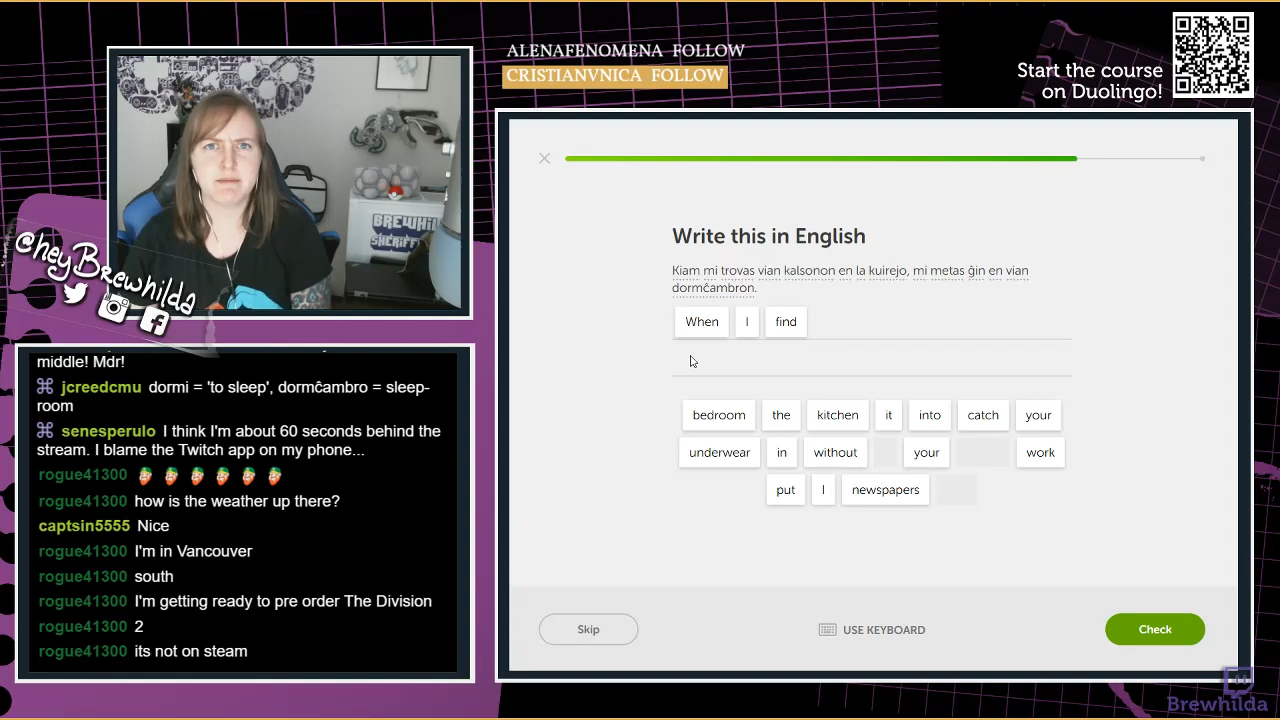 ALENAFENOMENA FOLLOW
CRISTIANVNICA FOLLOW
Start the course
on Duolingo!
BREWHIL
SHERIFF
@heyBrewhilda
middle! Mdr!
jcreedcmu dormi = 'to sleep', dormĉambro = sleep-
room
senesperulo I think I'm about 60 seconds behind the
stream. I blame the Twitch app on my phone...
rogue41300
rogue41300 how is the weather up there?
captsin5555 Nice
rogue41300 I'm in Vancouver
rogue41300 south
rogue41300 I'm getting ready to pre order The Division
rogue41300 2
rogue41300 its not on steam
Write this in English
Kiam mi trovas vian kalsonon en la kuirejo, mi metas ĝin en vian
dormĉambron.
When I find
bedroom the kitchen it into catch your
underwear in without your work
put I newspapers
Skip
USE KEYBOARD
Check
Brewhilda